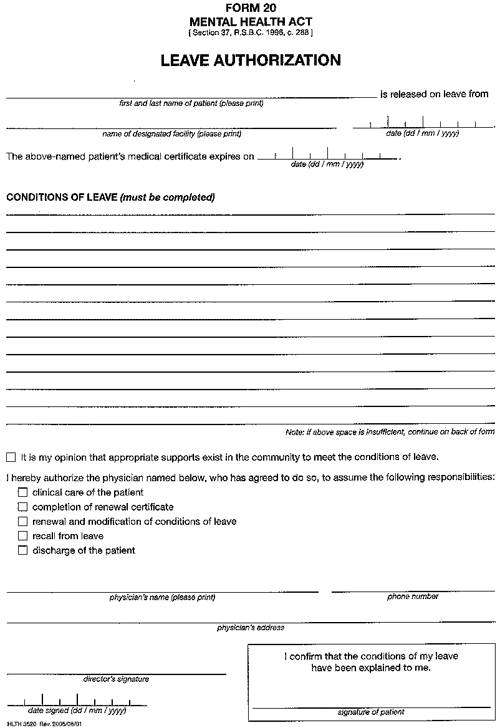 FORM 20
MENTAL HEALTH ACT
[ Section 37, R.S.B.C. 1996, c. 288 ]
LEAVE AUTHORIZATION
is released on leave from
first and last name of patient (please print)
name of designated facility (please print)
date (dd / mm / yyyy)
The above-named patient's medical certificate expires on
date (dd / mm / yyyy)
CONDITIONS OF LEAVE (must be completed)
Note: if above space is insufficient, continue on back of form
It is my opinion that appropriate supports exist in the community to meet the conditions of leave.
I hereby authorize the physician named below, who has agreed to do so, to assume the following responsibilities:
clinical care of the patient
completion of renewal certificate
renewal and modification of conditions of leave
recall from leave
discharge of the patient
physician's name (please print)
phone number
physician's address
I confirm that the conditions of my leave
have been explained to me.
director's signature
date signed (dd / mm / yyyy)
signature of patient
HLTH 3520 Rev. 2005/06/01